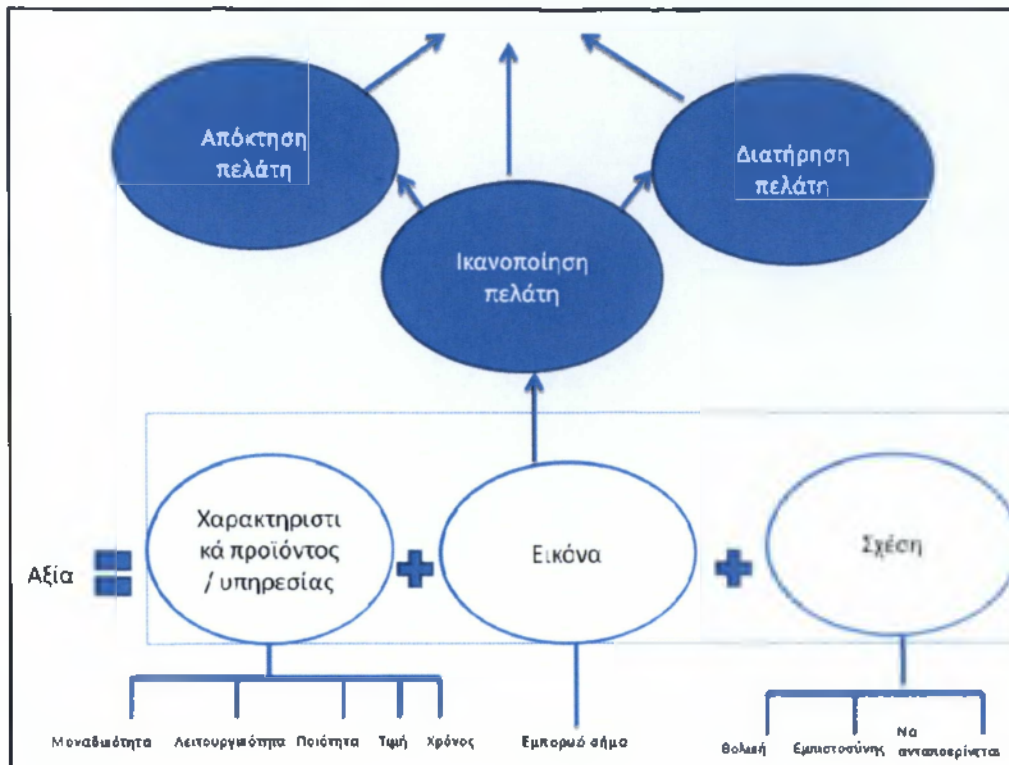 Απόκτηση
πελάτη
Διατήρηση
πελάτη
Ικανοποίηση
πελάτη
Αξία
Χαρακτηριστι
κά προϊόντος
/ υπηρεσίας
Εικόνα
Σχέση
Μοναδικότητα
Λειτουργικότητα
Ποιότητα
Τιμή
Χρόνος
Εμπορικό σήμα
Βολική
Εμπιστοσύνης
Να
ανταποκρίνεται